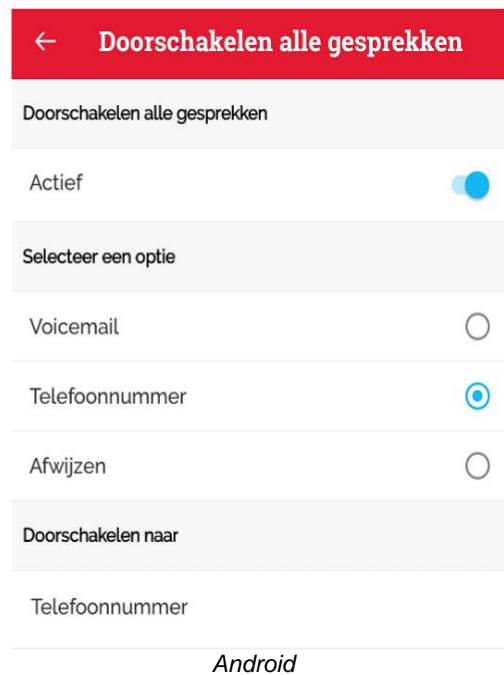 Doorschakelen alle gesprekken
Doorschakelen alle gesprekken
Actief
Selecteer een optie
Voicemail
Telefoonnummer
Afwijzen
Doorschakelen naar
Telefoonnummer
Android